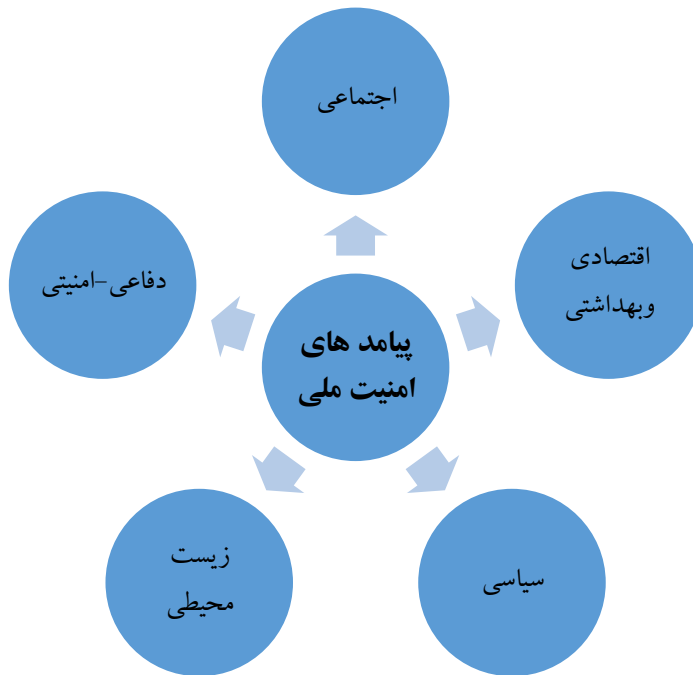 اجتماعی
اقتصادی
وبهداشتی
دفاعی-امنیتی
پیامد های
امنیت ملی
زیست
محیطی
سیاسی